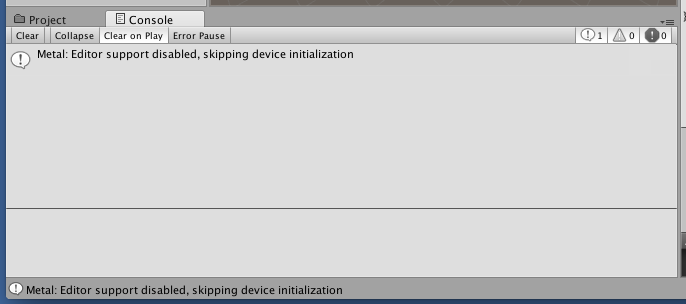 Project Console
Clear Collapse Clear on Play Error Pause 1 0 0
Metal: Editor support disabled, skipping device initialization
Metal: Editor support disabled, skipping device initialization